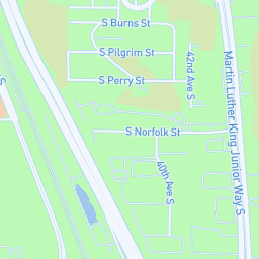 S Burns St
S Pilgrim St
S Perry St
42nd Ave S
Martin Luther King Junior Way S
S
S Norfolk St
40th Ave S